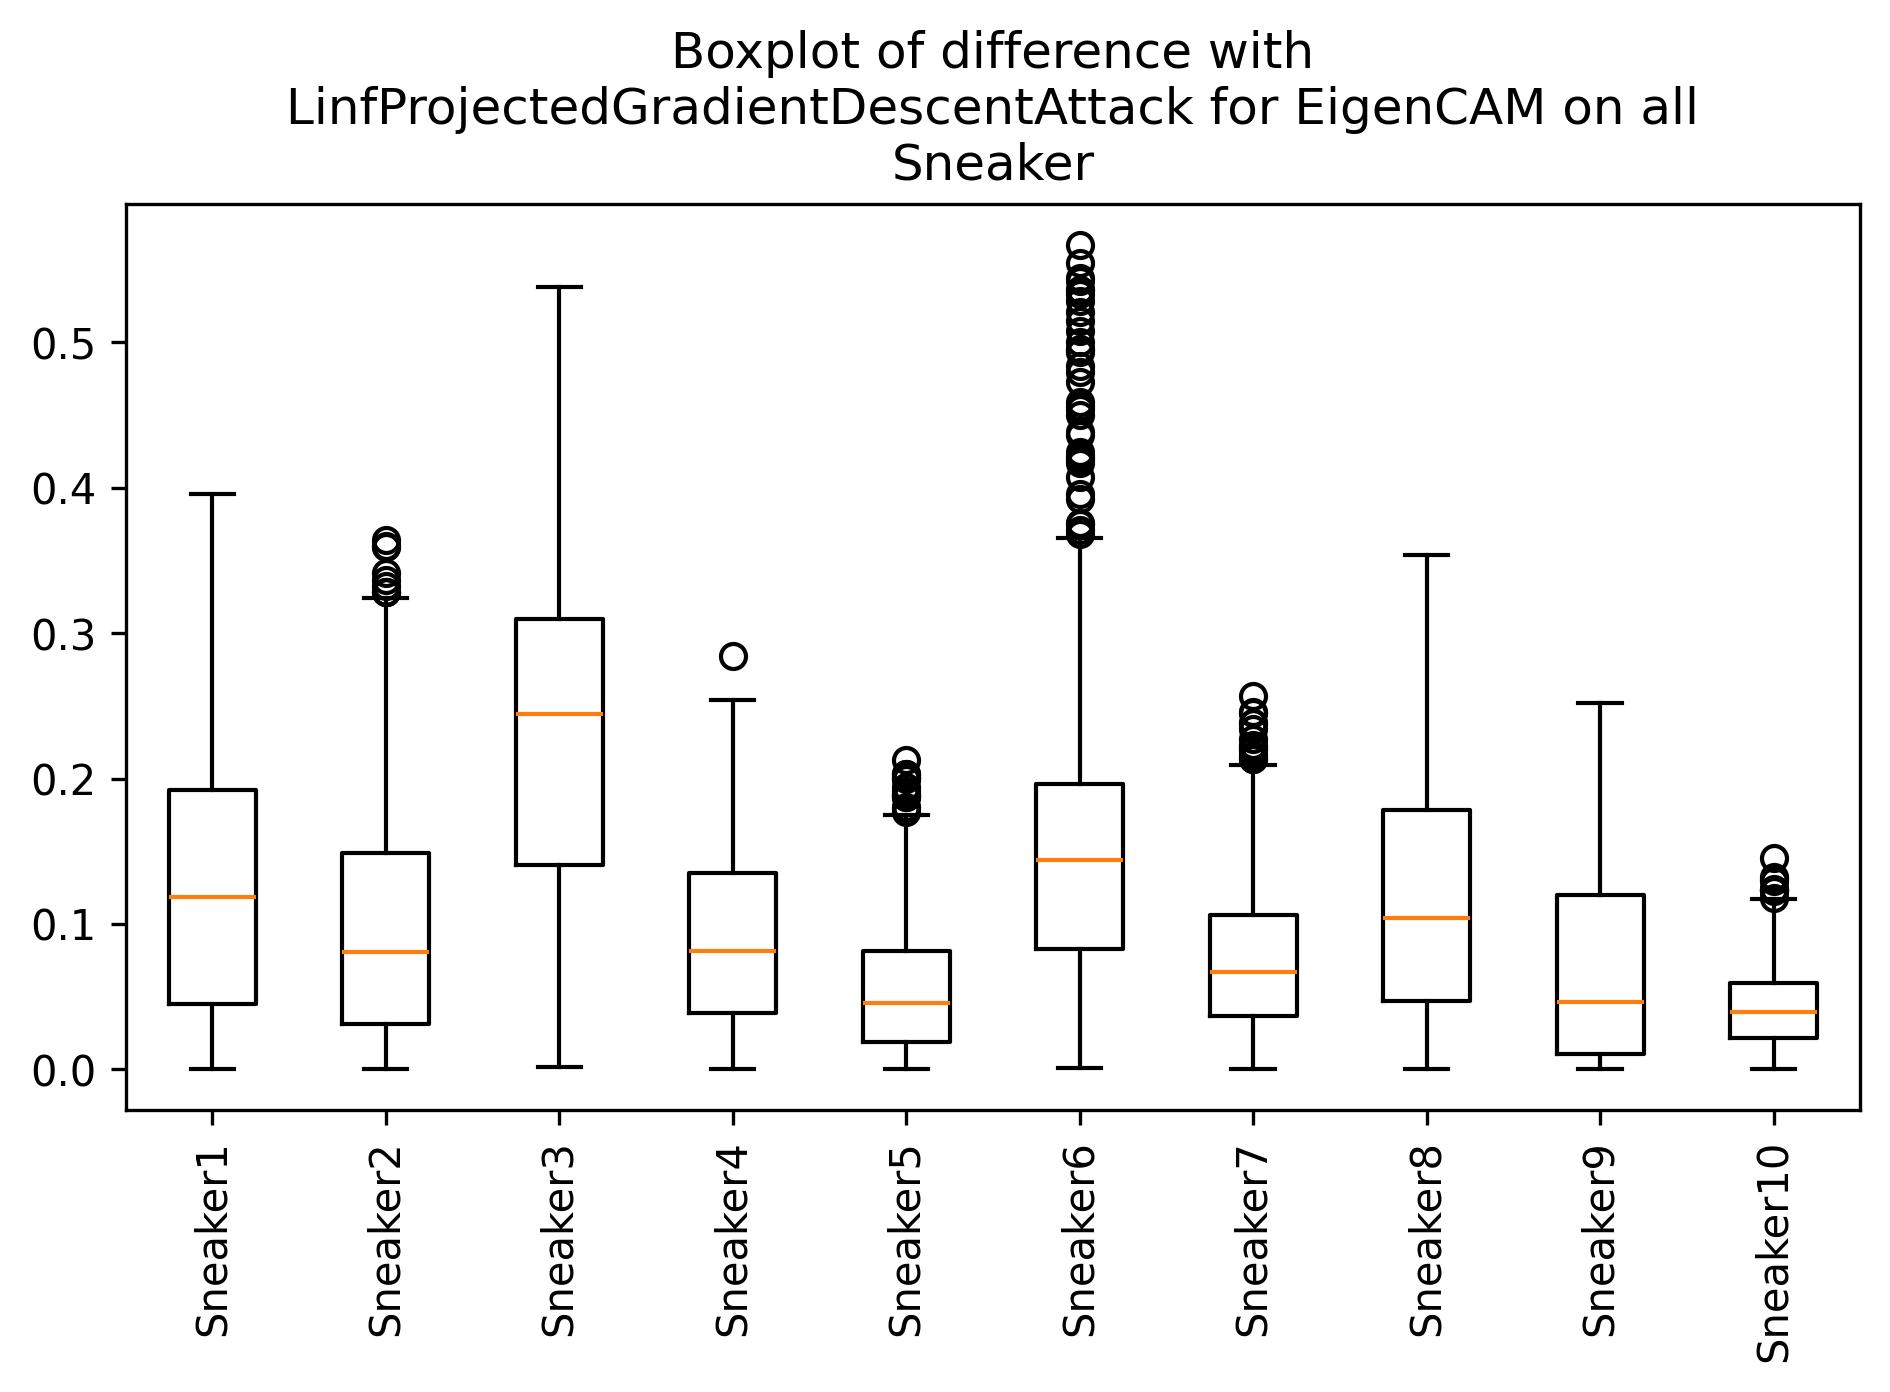 Boxplot of difference with
LinfProjectedGradientDescentAttack for EigenCAM on all
Sneaker
0.5
0.4
0.3
0.2
0.1
0.0
Sneaker1
Sneaker2
Sneaker3
Sneaker4
Sneaker5
Sneaker6
Sneaker7
Sneaker8
Sneaker9
Sneaker10